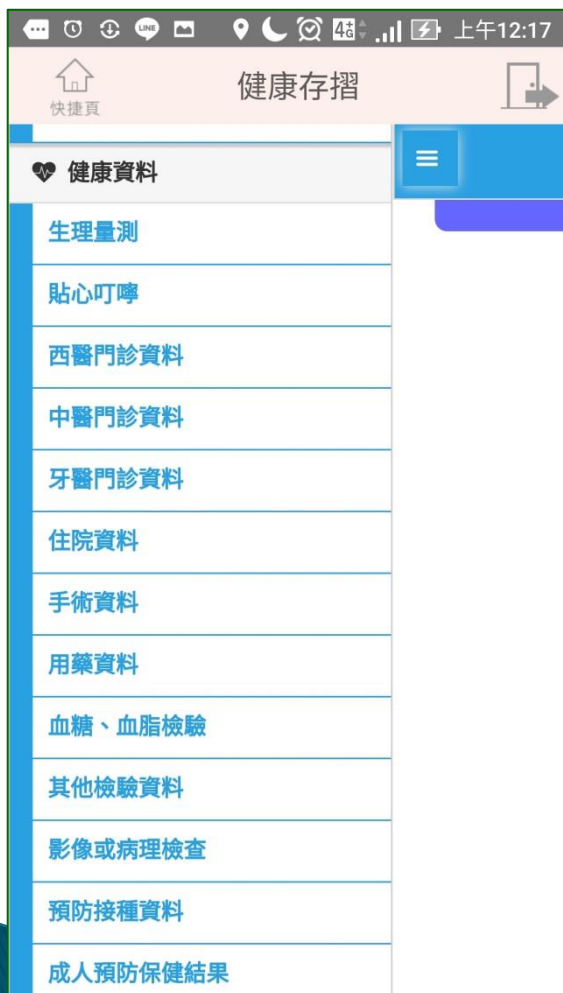 LINE
4G
上午12:17
快捷頁
健康存摺
健康資料
生理量測
貼心叮嚀
西醫門診資料
中醫門診資料
牙醫門診資料
住院資料
手術資料
用藥資料
血糖、血脂檢驗
其他檢驗資料
影像或病理檢查
預防接種資料
成人預防保健結果